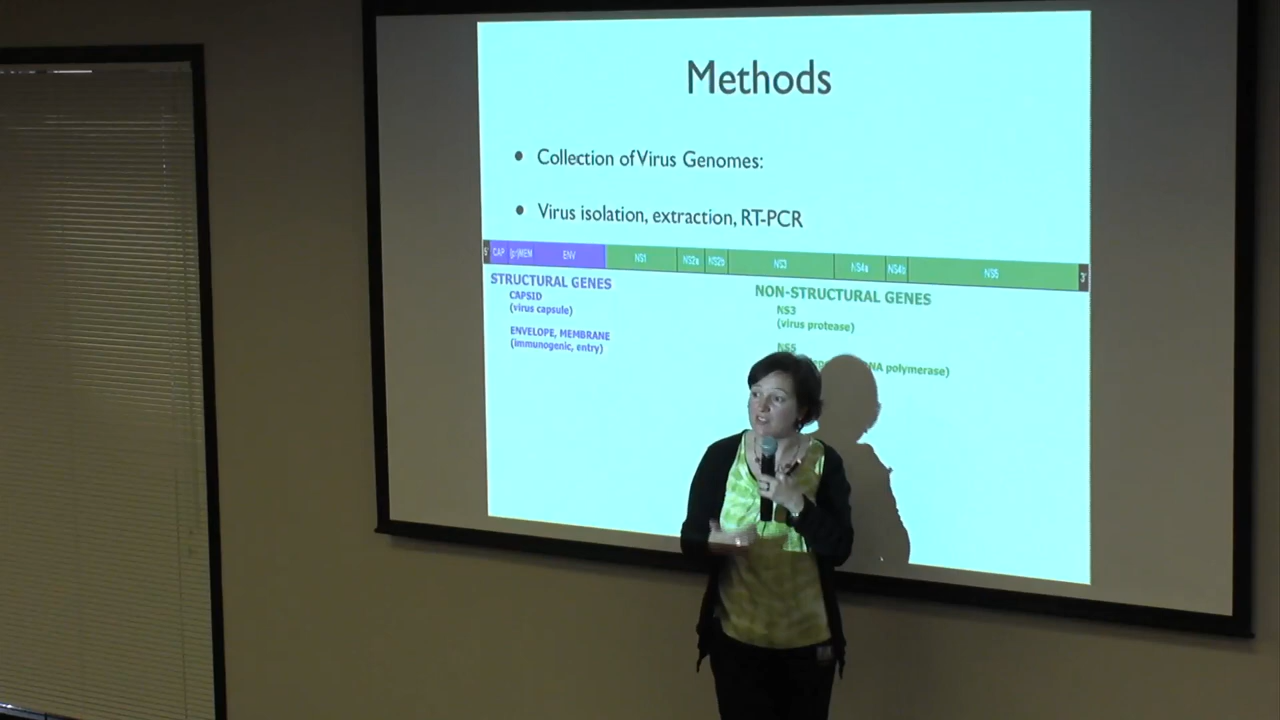 Methods
• Collection of Virus Genomes:
• Virus isolation, extraction, RT-PCR
5' CAP (pr)MEM ENV NS1 NS2a NS2b NS3 NS4a NS4b NS5 3'
STRUCTURAL GENES
CAPSID
(virus capsule)
ENVELOPE, MEMBRANE
(immunogenic, entry)
NON-STRUCTURAL GENES
NS3
(virus protease)
NS5
polymerase)